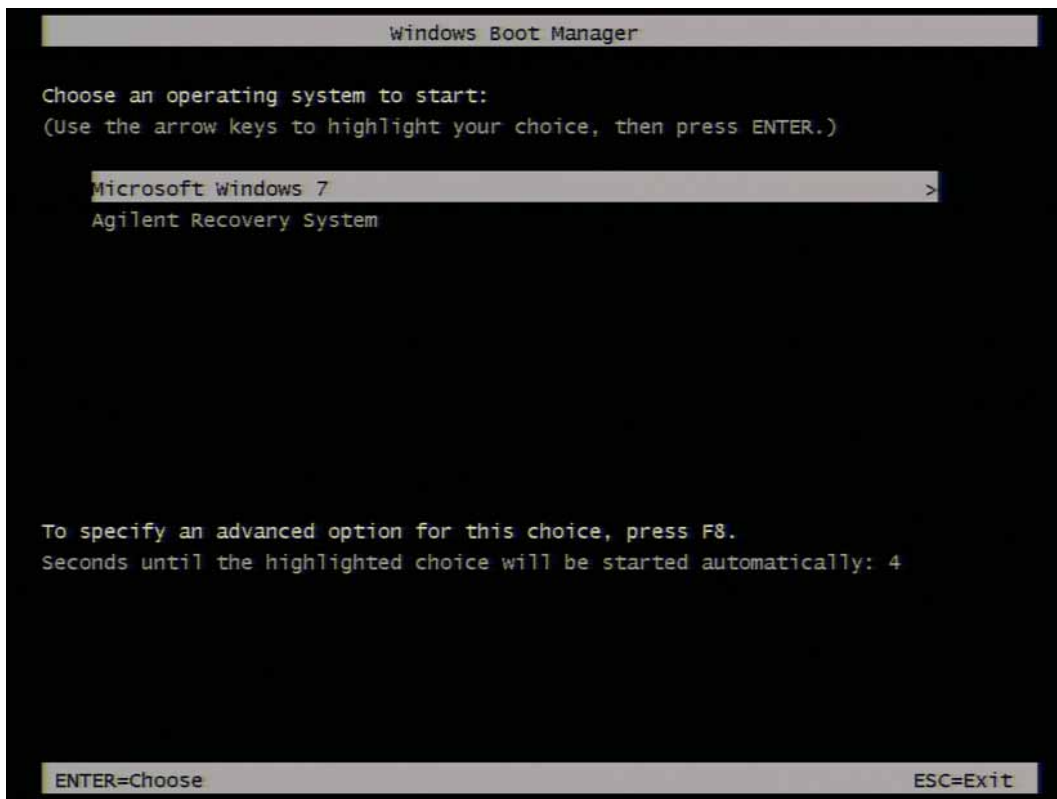 Windows Boot Manager
Choose an operating system to start:
(Use the arrow keys to highlight your choice, then press ENTER.)
Microsoft Windows 7 >
Agilent Recovery System
To specify an advanced option for this choice, press F8.
Seconds until the highlighted choice will be started automatically: 4
ENTER=Choose ESC=Exit